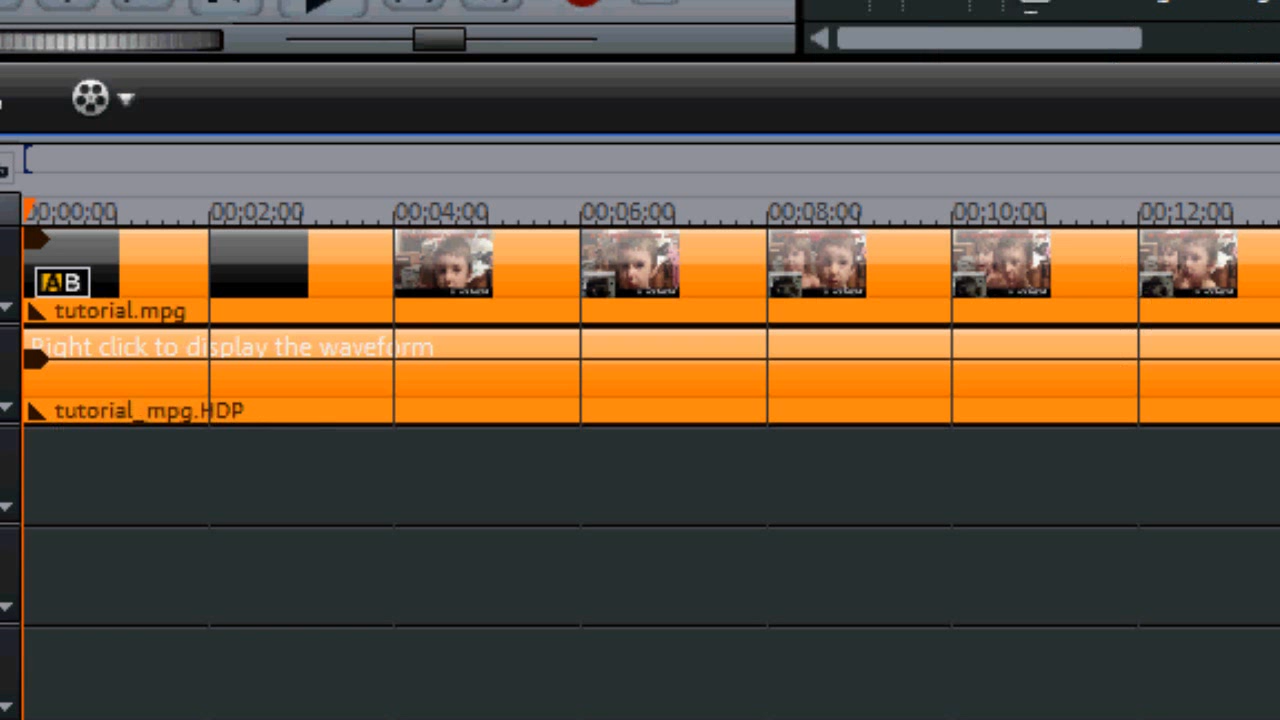 00;00;00 00;02;00 00;04;00 00;06;00 00;08;00 00;10;00 00;12;00
AB
tutorial.mpg
Right click to display the waveform
tutorial_mpg.HDP